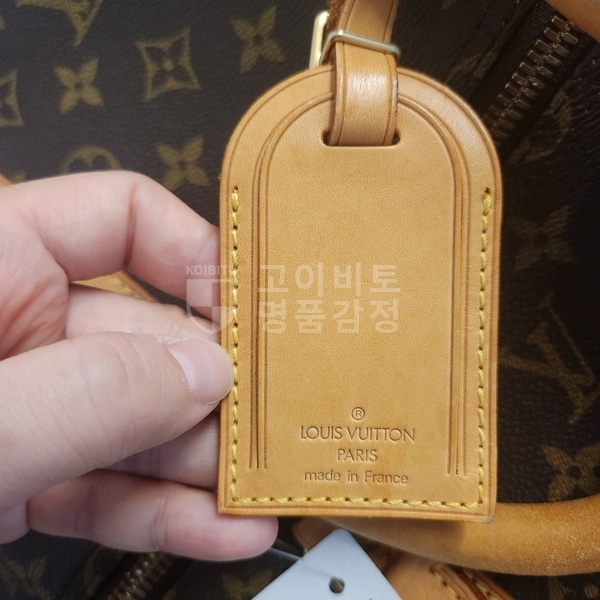 KOIBITO
고이비토
명품감정
®
LOUIS VUITTON
PARIS
made in France